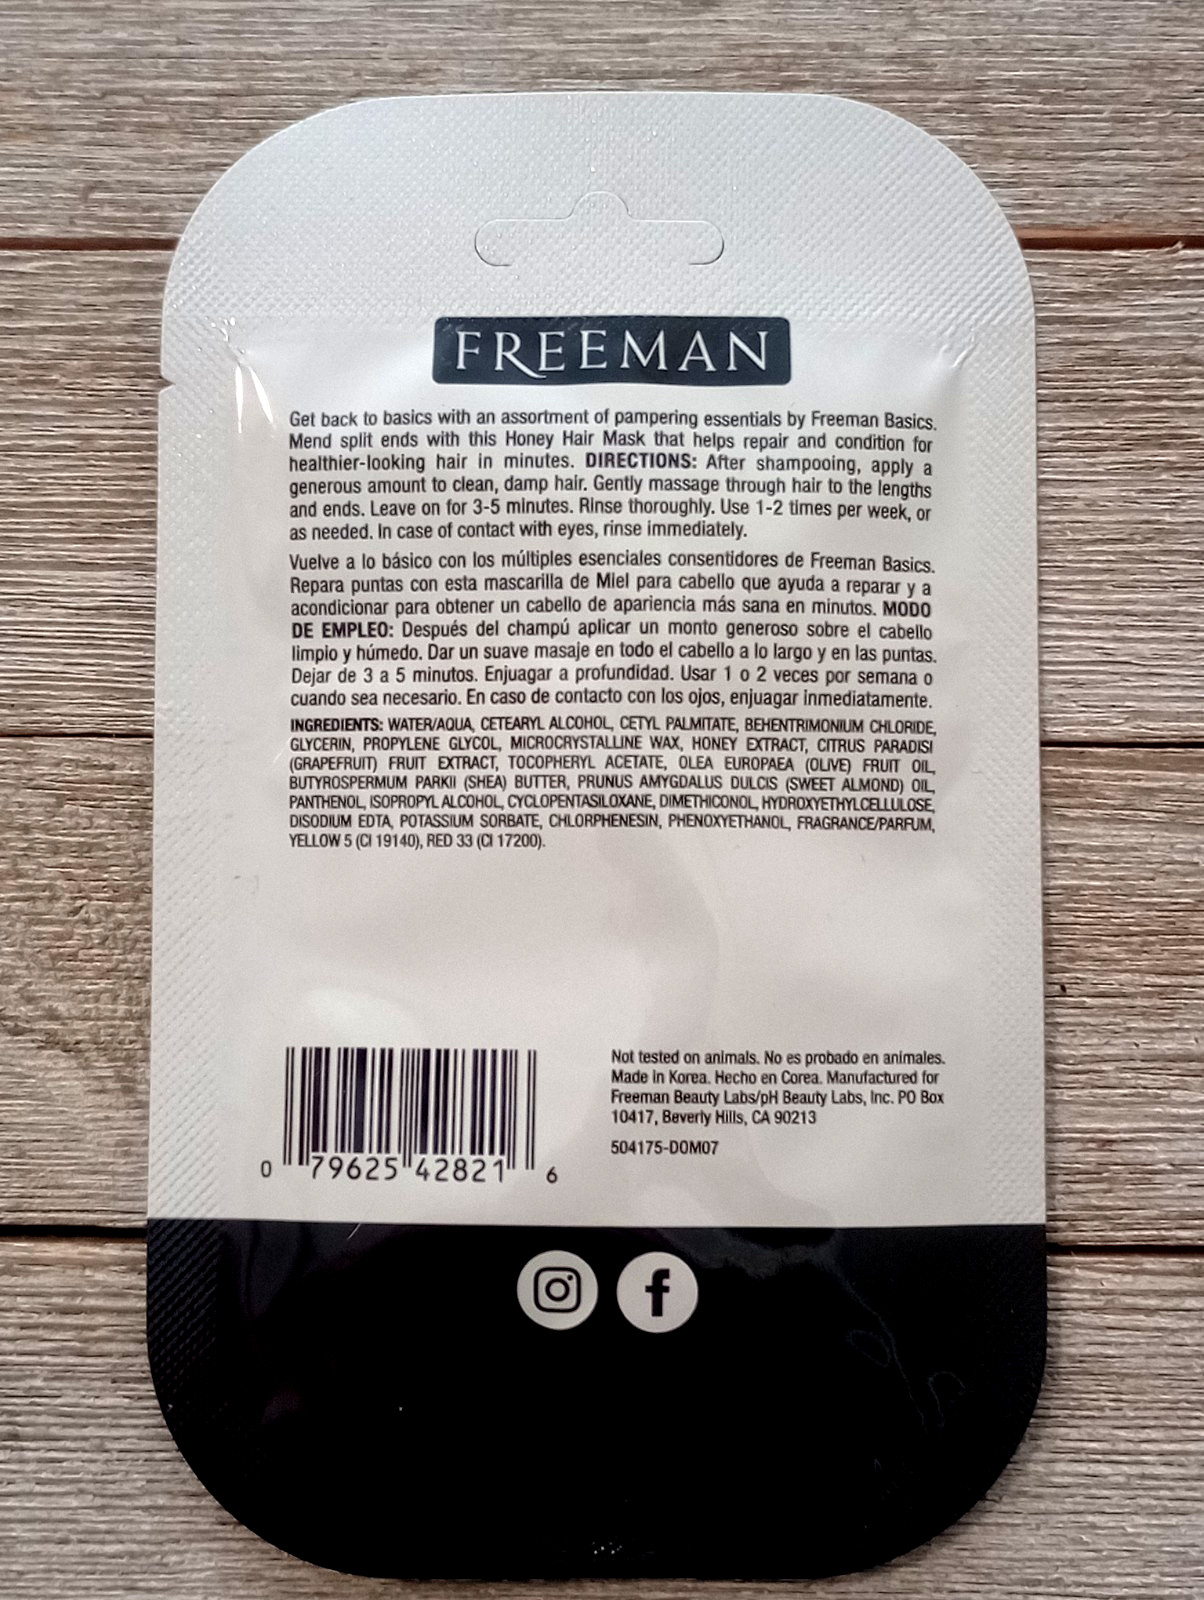 FREEMAN
Get back to basics with an assortment of pampering essentials by Freeman Basics.
Mend split ends with this Honey Hair Mask that helps repair and condition for
healthier-looking hair in minutes. DIRECTIONS: After shampooing, apply a
generous amount to clean, damp hair. Gently massage through hair to the lengths
and ends. Leave on for 3-5 minutes. Rinse thoroughly. Use 1-2 times per week, or
as needed. In case of contact with eyes, rinse immediately.
Vuelve a lo básico con los múltiples esenciales consentidores de Freeman Basics.
Repara puntas con esta mascarilla de Miel para cabello que ayuda a reparar y a
acondicionar para obtener un cabello de apariencia más sana en minutos. MODO
DE EMPLEO: Después del champú aplicar un monto generoso sobre el cabello
limpio y húmedo. Dar un suave masaje en todo el cabello a lo largo y en las puntas.
Dejar de 3 a 5 minutos. Enjuagar a profundidad. Usar 1 o 2 veces por semana o
cuando sea necesario. En caso de contacto con los ojos, enjuagar inmediatamente.
INGREDIENTS: WATER/AQUA, CETEARYL ALCOHOL, CETYL PALMITATE, BEHENTRIMONIUM CHLORIDE,
GLYCERIN, PROPYLENE GLYCOL, MICROCRYSTALLINE WAX, HONEY EXTRACT, CITRUS PARADISI
(GRAPEFRUIT) FRUIT EXTRACT, TOCOPHERYL ACETATE, OLEA EUROPAEA (OLIVE) FRUIT OIL,
BUTYROSPERMUM PARKII (SHEA) BUTTER, PRUNUS AMYGDALUS DULCIS (SWEET ALMOND) OIL,
PANTHENOL, ISOPROPYL ALCOHOL, CYCLOPENTASILOXANE, DIMETHICONOL, HYDROXYETHYLCELLULOSE,
DISODIUM EDTA, POTASSIUM SORBATE, CHLORPHENESIN, PHENOXYETHANOL, FRAGRANCE/PARFUM,
YELLOW 5 (CI 19140), RED 33 (CI 17200).
0 79625 42821 6
Not tested on animals. No es probado en animales.
Made in Korea. Hecho en Corea. Manufactured for
Freeman Beauty Labs/pH Beauty Labs, Inc. PO Box
10417, Beverly Hills, CA 90213
504175-DOM07